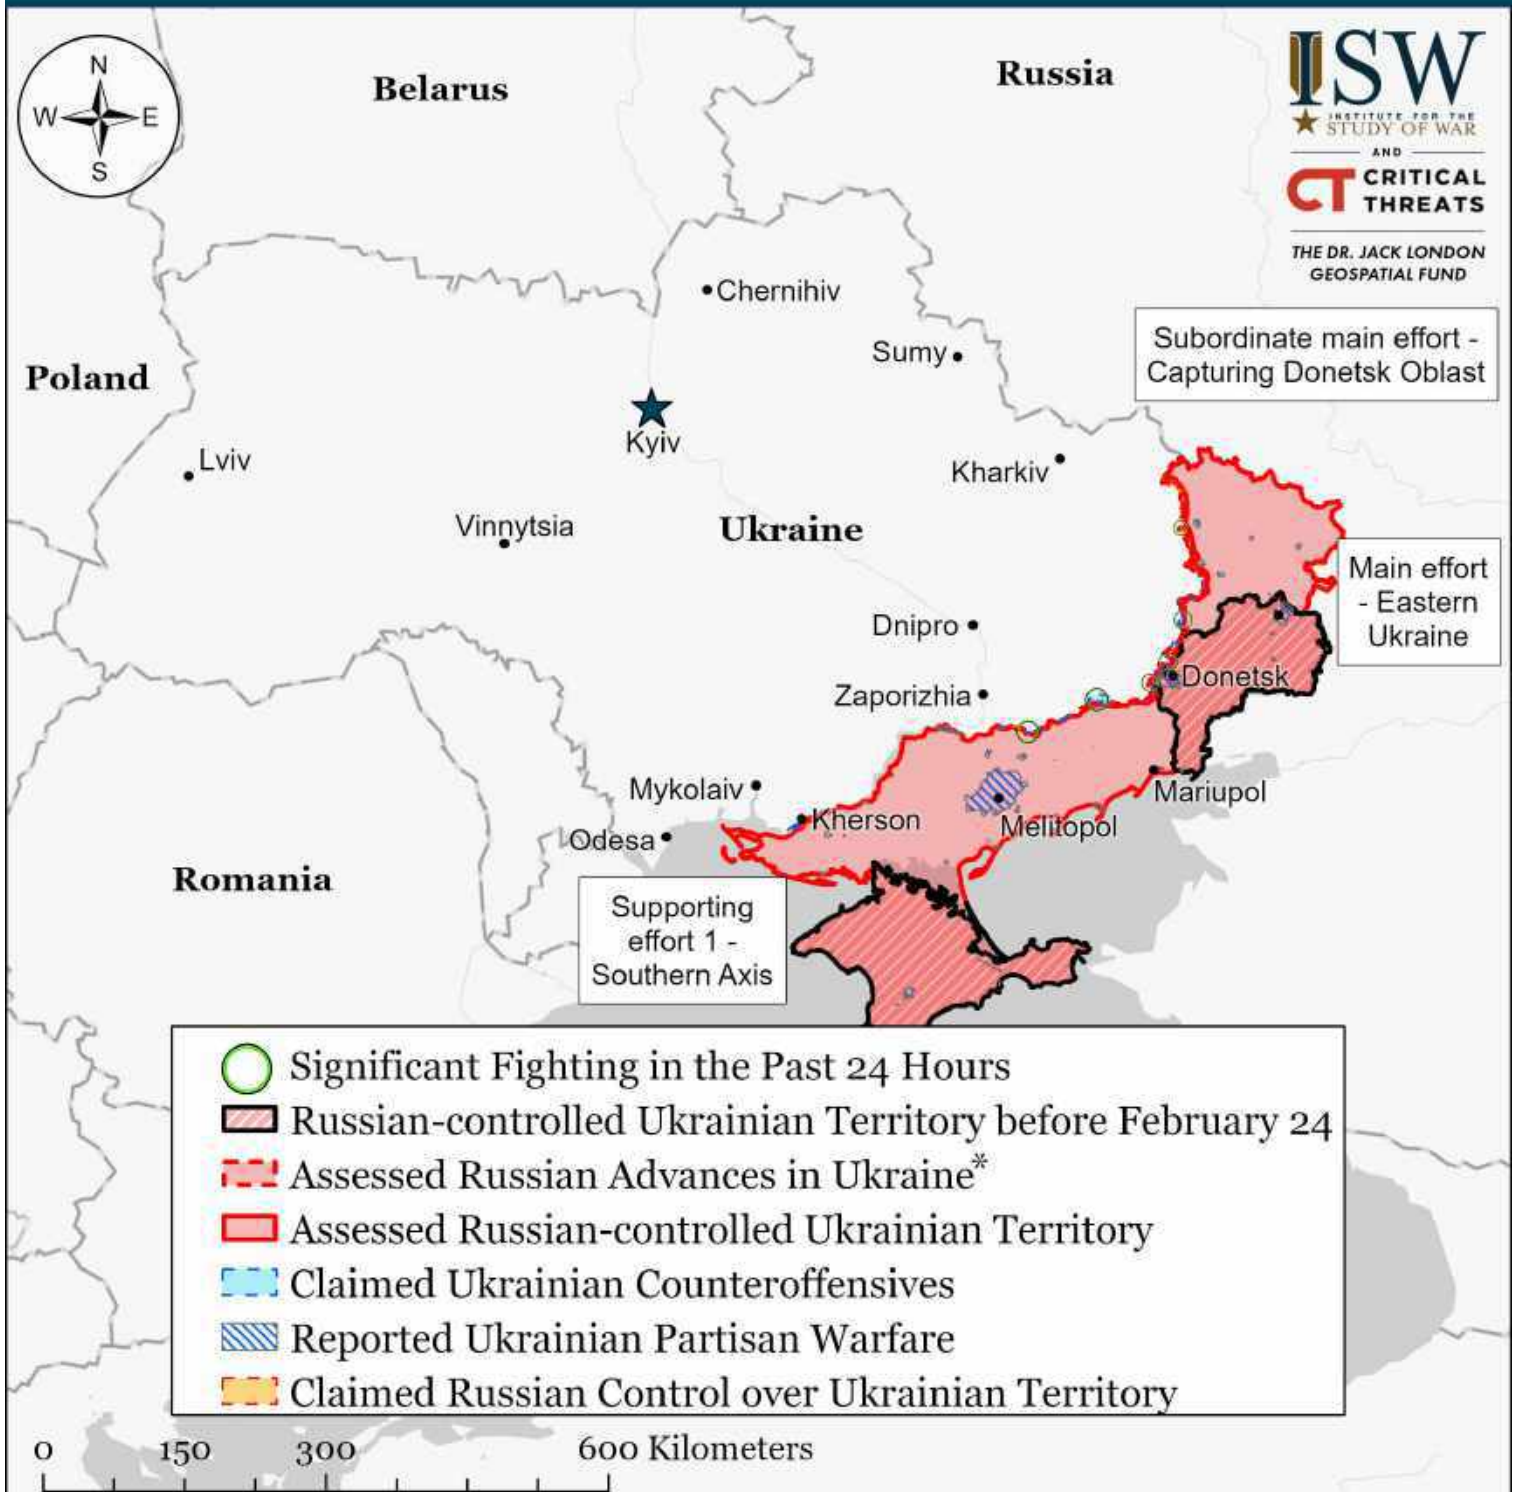 N
W E
S
Belarus
Russia
ISW
INSTITUTE FOR THE
STUDY OF WAR
AND
CT CRITICAL
THREATS
THE DR. JACK LONDON
GEOSPATIAL FUND
Chernihiv
Subordinate main effort -
Capturing Donetsk Oblast
Sumy
Poland
Kyiv
Lviv
Kharkiv
Vinnytsia
Ukraine
Main effort
- Eastern
Ukraine
Dnipro
Donetsk
Zaporizhia
Mykolaiv
Mariupol
Kherson
Melitopol
Odesa
Romania
Supporting
effort 1 -
Southern Axis
Significant Fighting in the Past 24 Hours
Russian-controlled Ukrainian Territory before February 24
Assessed Russian Advances in Ukraine*
Assessed Russian-controlled Ukrainian Territory
Claimed Ukrainian Counteroffensives
Reported Ukrainian Partisan Warfare
Claimed Russian Control over Ukrainian Territory
0 150 300 600 Kilometers